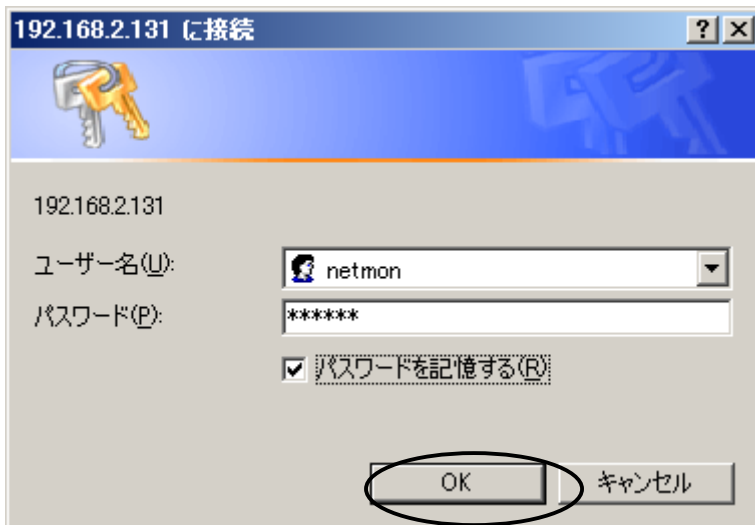 192.168.2.131 に接続
192.168.2.131
ユーザー名(U):
netmon
パスワード(P):
******
パスワードを記憶する(R)
OK
キャンセル